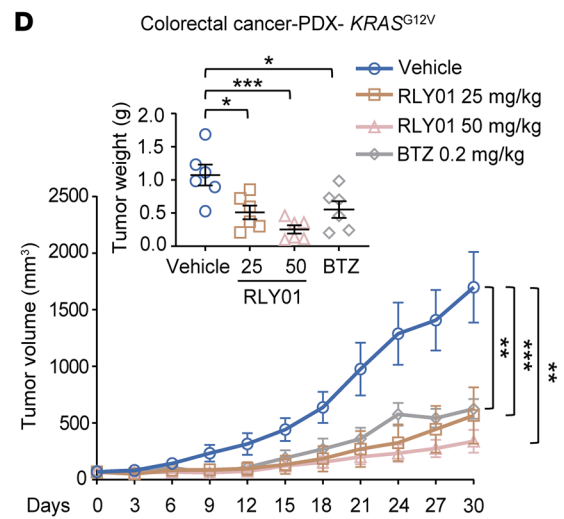 D
Colorectal cancer-PDX- KRASG12V
Vehicle
RLY01 25 mg/kg
RLY01 50 mg/kg
BTZ 0.2 mg/kg
*
***
*
Tumor weight (g)
2.0
1.5
1.0
0.5
0.0
Vehicle 25 50 BTZ
RLY01
Tumor volume (mm3)
2500
2000
1500
1000
500
0
**
***
**
Days 0 3 6 9 12 15 18 21 24 27 30